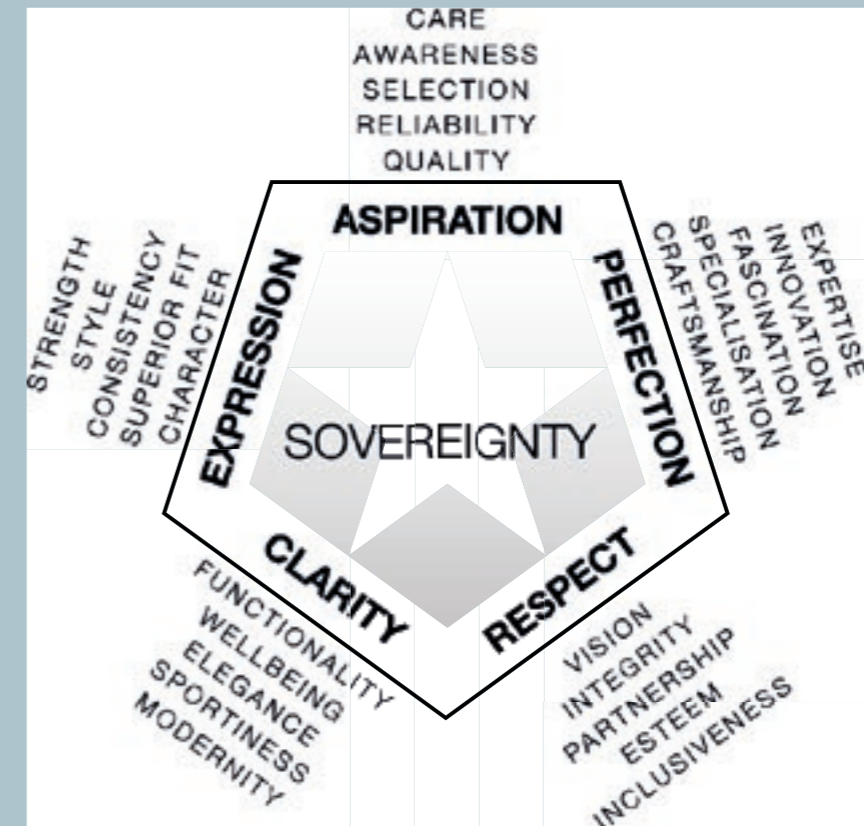 CARE
AWARENESS
SELECTION
RELIABILITY
QUALITY
ASPIRATION
PERFECTION
CRAFTSMANSHIP
SPECIALISATION
FASCINATION
INNOVATION
EXPERTISE
STRENGTH
STYLE
CONSISTENCY
SUPERIOR FIT
CHARACTER
EXPRESSION
SOVEREIGNTY
CLARITY
FUNCTIONALITY
WELLBEING
ELEGANCE
SPORTINESS
MODERNITY
RESPECT
VISION
INTEGRITY
PARTNERSHIP
ESTEEM
INCLUSIVENESS